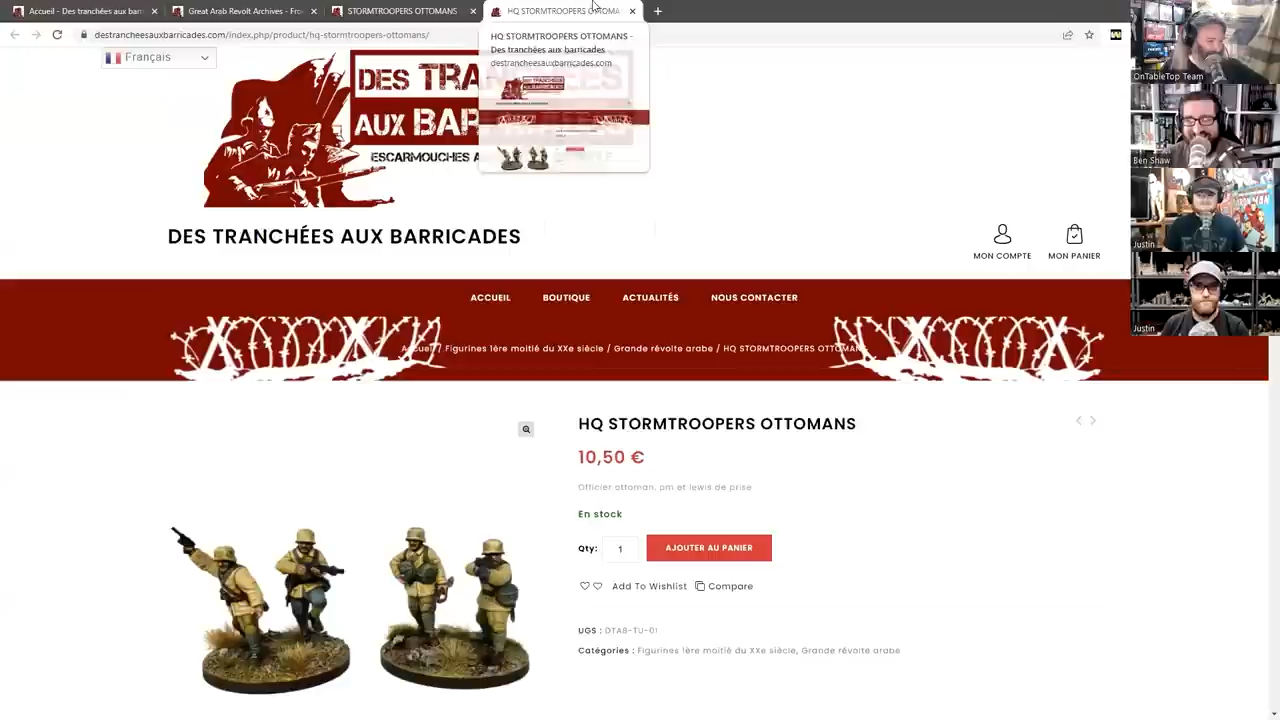 Accueil - Des tranchées aux barr
Great Arab Revolt Archives - Fro
STORMTROOPERS OTTOMANS
HQ STORMTROOPERS OTTOMA
destrancheesauxbarricades.com/index.php/product/hq-stormtroopers-ottomans/
HQ STORMTROOPERS OTTOMANS -
Des tranchées aux barricades
destrancheesauxbarricades.com
Français
DES TRAN
AUX BAR
ESCARMOUCHES A
DES TRANCHÉES AUX BARRICADES
MON COMPTE
MON PANIER
OnTableTop Team
Ben Shaw
Justin
Justin
ACCUEIL
BOUTIQUE
ACTUALITÉS
NOUS CONTACTER
Accueil / Figurines 1ère moitié du XXe siècle / Grande révolte arabe / HQ STORMTROOPERS OTTOMANS
HQ STORMTROOPERS OTTOMANS
10,50 €
Officier ottoman, pm et lewis de prise
En stock
Qty:
1
AJOUTER AU PANIER
Add To Wishlist
Compare
UGS : DTAB-TU-01
Catégories : Figurines 1ère moitié du XXe siècle, Grande révolte arabe